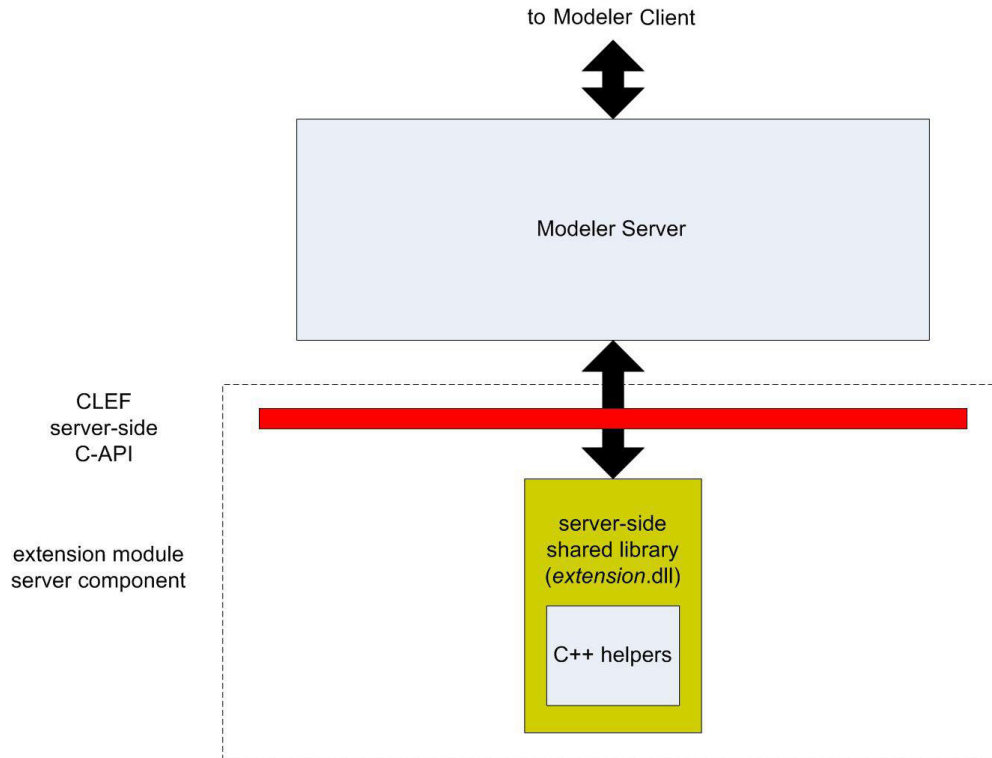 to Modeler Client
Modeler Server
CLEF
server-side
C-API
extension module
server component
server-side
shared library
(extension.dll)
C++ helpers